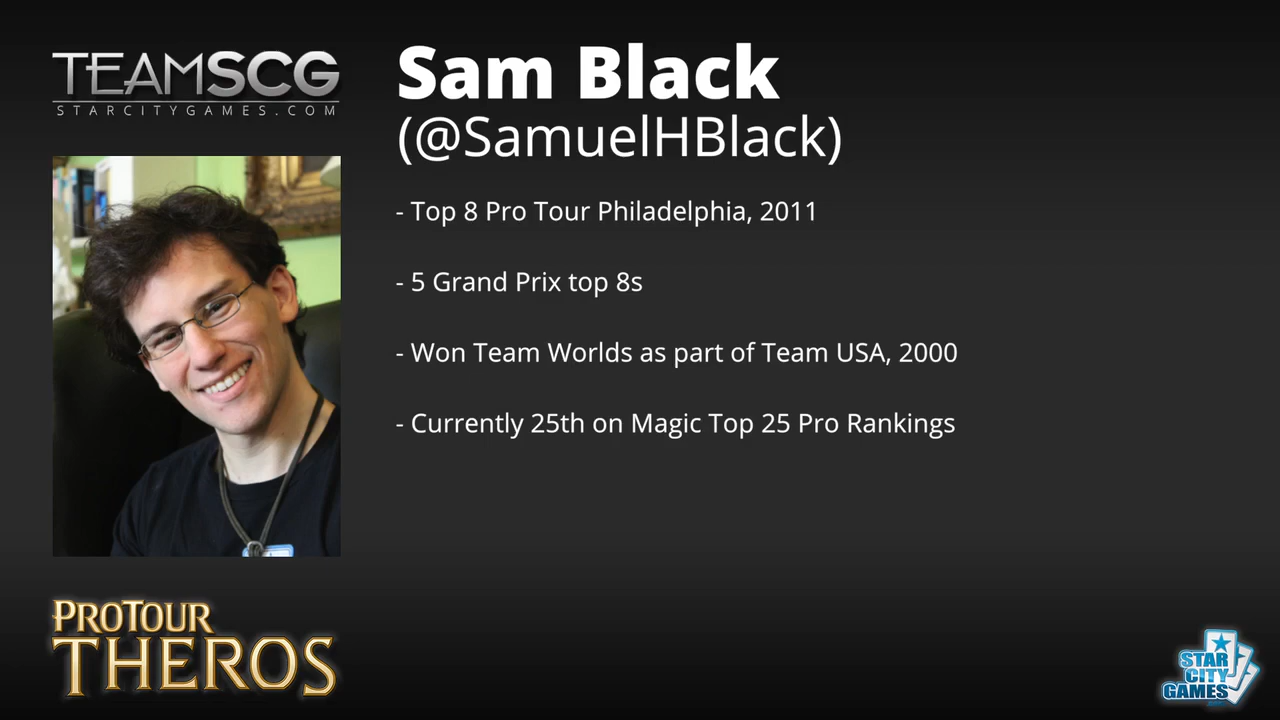 TEAMSCG
STARCITYGAMES.COM
Sam Black
(@SamuelHBlack)
- Top 8 Pro Tour Philadelphia, 2011
- 5 Grand Prix top 8s
- Won Team Worlds as part of Team USA, 2000
- Currently 25th on Magic Top 25 Pro Rankings
PROTOUR
THEROS
STAR
CITY
GAMES